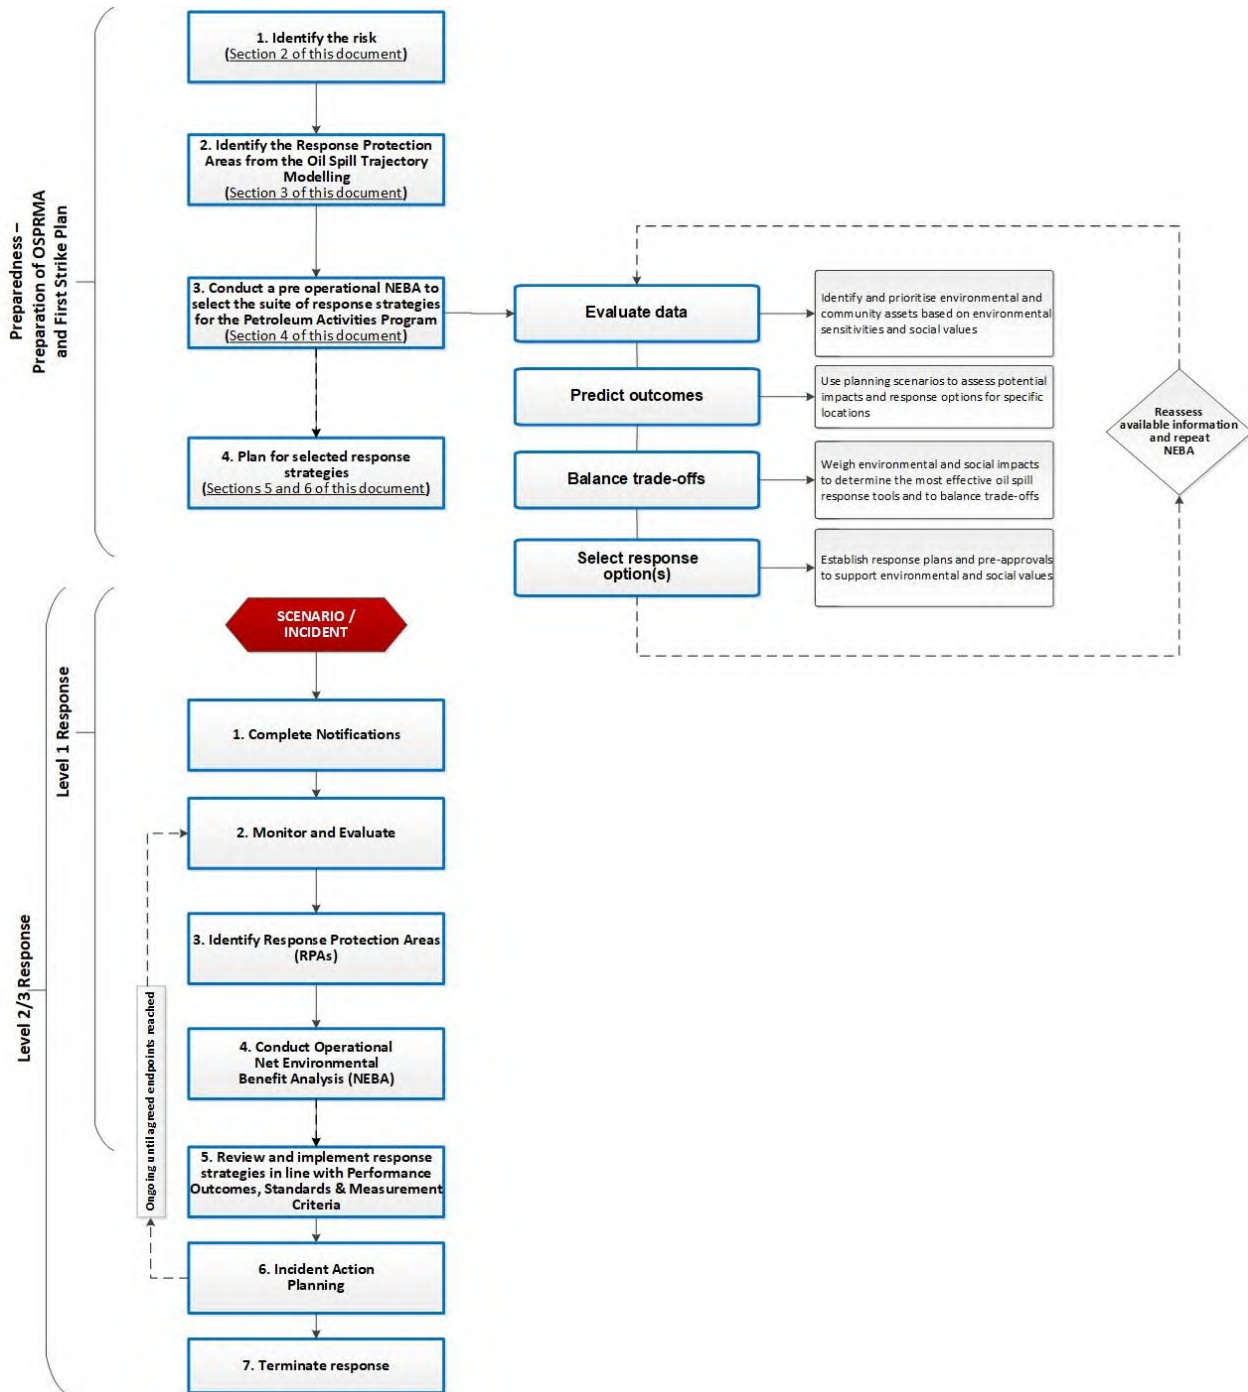 Preparedness –
Preparation of OSPRMA
and First Strike Plan
1. Identify the risk
(Section 2 of this document)
2. Identify the Response Protection
Areas from the Oil Spill Trajectory
Modelling
(Section 3 of this document)
3. Conduct a pre operational NEBA to
select the suite of response strategies
for the Petroleum Activities Program
(Section 4 of this document)
4. Plan for selected response
strategies
(Sections 5 and 6 of this document)
Evaluate data
Identify and prioritise environmental and
community assets based on environmental
sensitivities and social values
Predict outcomes
Use planning scenarios to assess potential
impacts and response options for specific
locations
Balance trade-offs
Weigh environmental and social impacts
to determine the most effective oil spill
response tools and to balance trade-offs
Select response
option(s)
Establish response plans and pre-approvals
to support environmental and social values
Reassess
available information
and repeat
NEBA
Level 2/3 Response
Level 1 Response
SCENARIO /
INCIDENT
1. Complete Notifications
2. Monitor and Evaluate
3. Identify Response Protection Areas
(RPAs)
4. Conduct Operational
Net Environmental
Benefit Analysis (NEBA)
5. Review and implement response
strategies in line with Performance
Outcomes, Standards & Measurement
Criteria
6. Incident Action
Planning
7. Terminate response
Ongoing until agreed endpoints reached